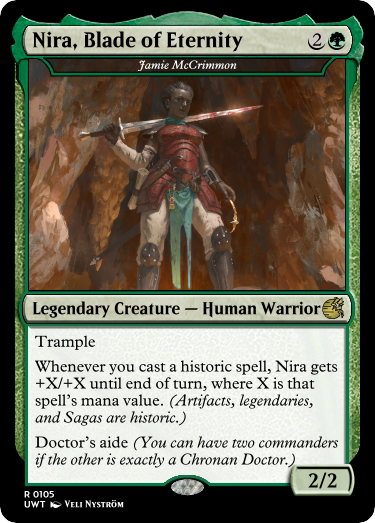 Nira, Blade of Eternity 2
Jamie McCrimmon
Legendary Creature — Human Warrior
Trample
Whenever you cast a historic spell, Nira gets
+X/+X until end of turn, where X is that
spell's mana value. (Artifacts, legendaries,
and Sagas are historic.)
Doctor's aide (You can have two commanders
if the other is exactly a Chronan Doctor.)
2/2
R 0105
UWT VELI NYSTRÖM